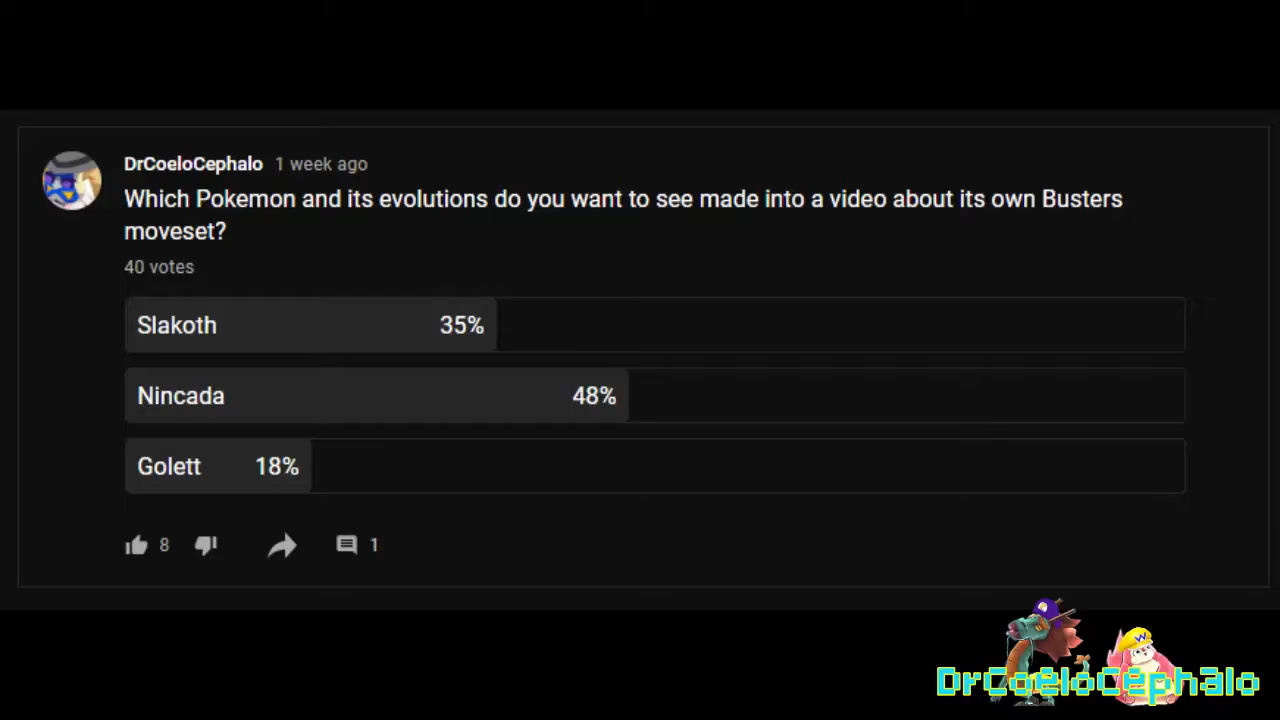 DrCoeloCephalo 1 week ago
Which Pokemon and its evolutions do you want to see made into a video about its own Busters
moveset?
40 votes
Slakoth 35%
Nincada 48%
Golett 18%
8 1
W
DrCoeloCephalo